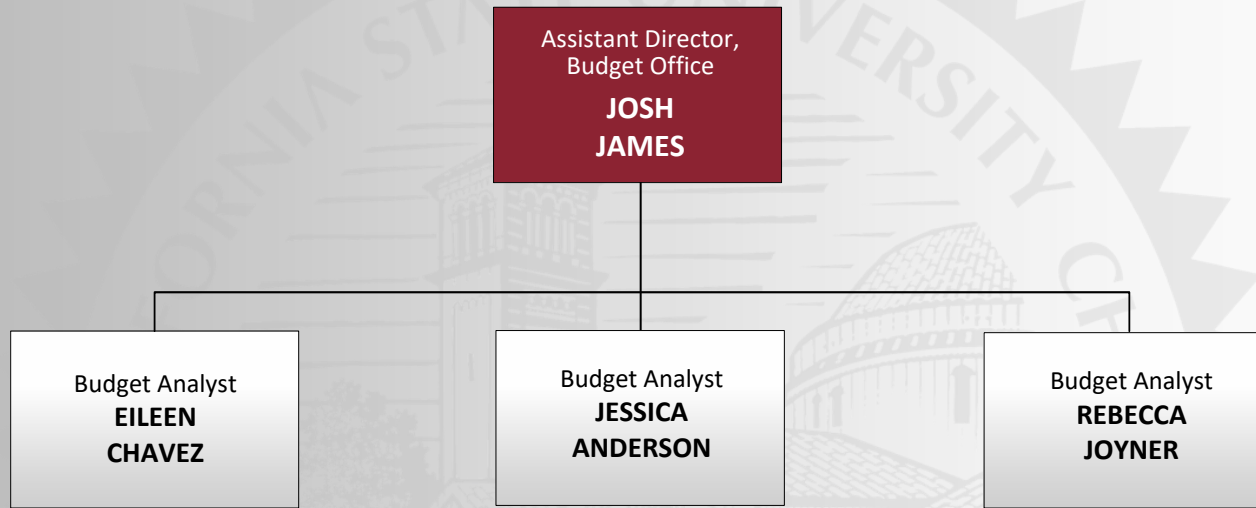 Assistant Director,
Budget Office
JOSH
JAMES
Budget Analyst
EILEEN
CHAVEZ
Budget Analyst
JESSICA
ANDERSON
Budget Analyst
REBECCA
JOYNER